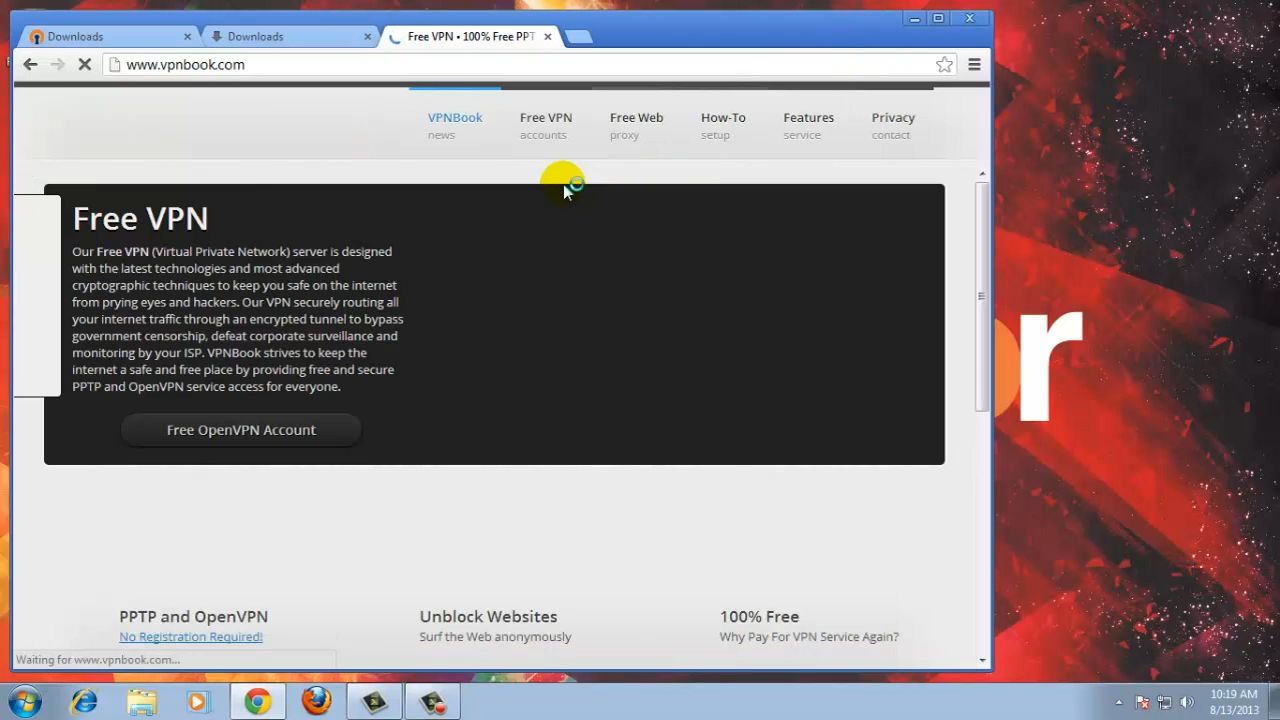 Downloads
Downloads
Free VPN • 100% Free PPT
www.vpnbook.com
VPNBook
news
Free VPN
accounts
Free Web
proxy
How-To
setup
Features
service
Privacy
contact
Free VPN
Our Free VPN (Virtual Private Network) server is designed
with the latest technologies and most advanced
cryptographic techniques to keep you safe on the internet
from prying eyes and hackers. Our VPN securely routing all
your internet traffic through an encrypted tunnel to bypass
government censorship, defeat corporate surveillance and
monitoring by your ISP. VPNBook strives to keep the
internet a safe and free place by providing free and secure
PPTP and OpenVPN service access for everyone.
Free OpenVPN Account
PPTP and OpenVPN
No Registration Required!
Unblock Websites
Surf the Web anonymously
100% Free
Why Pay For VPN Service Again?
Waiting for www.vpnbook.com...
r
10:19 AM
8/13/2013